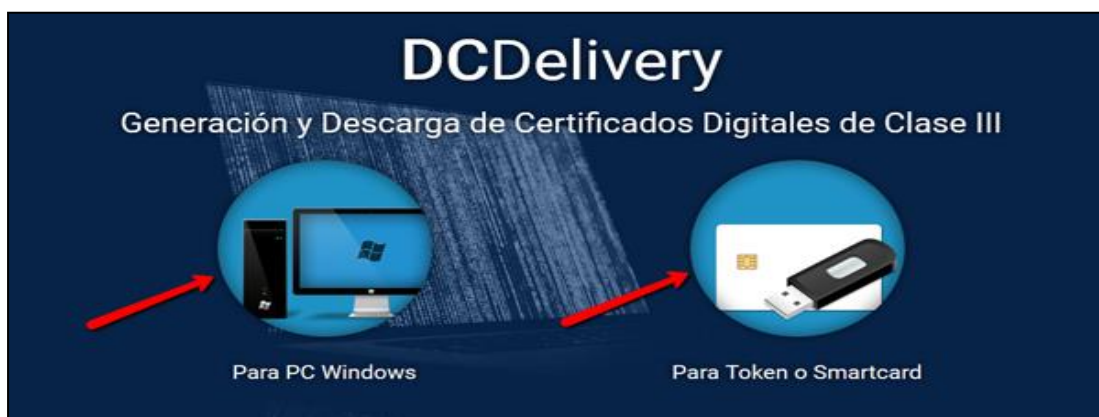 DCDelivery
Generación y Descarga de Certificados Digitales de Clase III
Para PC Windows
Para Token o Smartcard